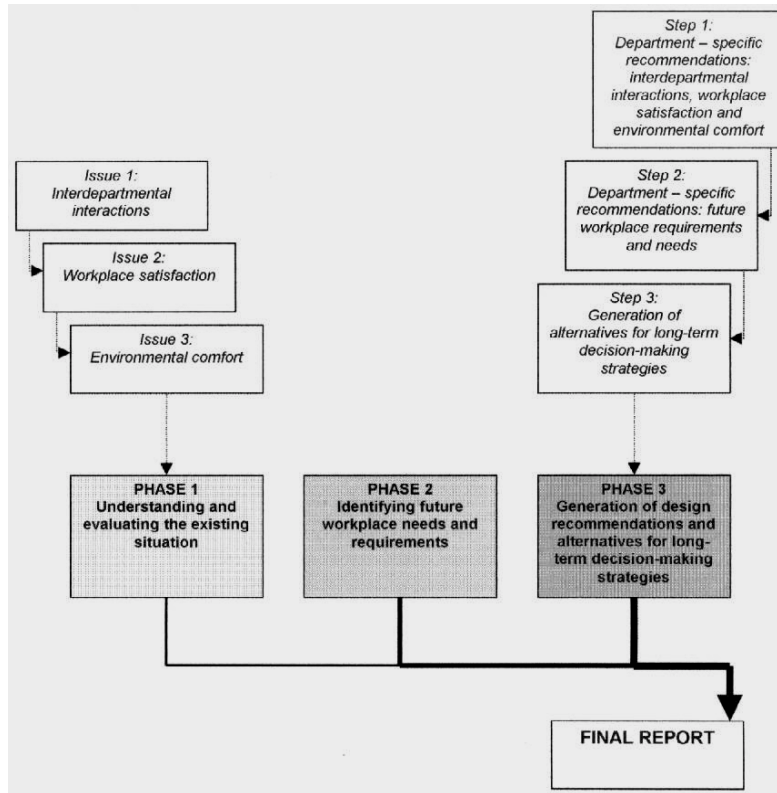 Step 1:
Department – specific
recommendations:
interdepartmental
interactions, workplace
satisfaction and
environmental comfort
Issue 1:
Interdepartmental
interactions
Step 2:
Department – specific
recommendations: future
workplace requirements
and needs
Issue 2:
Workplace satisfaction
Step 3:
Generation of
alternatives for long-term
decision-making
strategies
Issue 3:
Environmental comfort
PHASE 1
Understanding and
evaluating the existing
situation
PHASE 2
Identifying future
workplace needs and
requirements
PHASE 3
Generation of design
recommendations and
alternatives for long-
term decision-making
strategies
FINAL REPORT